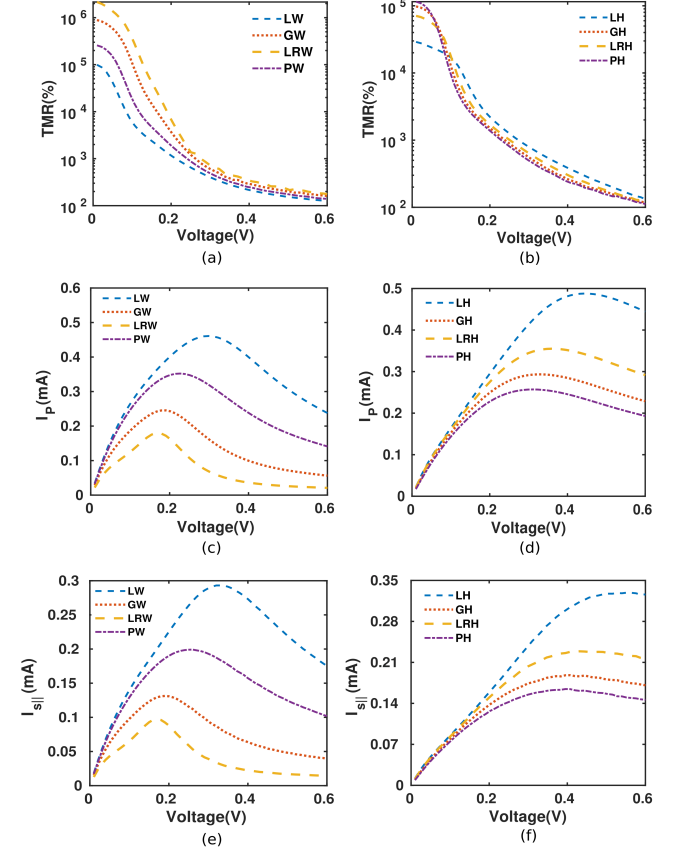 TMR(%)
10^6
10^5
10^4
10^3
10^2
LW
GW
LRW
PW
0 0.2 0.4 0.6
Voltage(V)
(a)
TMR(%)
10^5
10^4
10^3
10^2
LH
GH
LRH
PH
0 0.2 0.4 0.6
Voltage(V)
(b)
I_P(mA)
0.6
0.5
0.4
0.3
0.2
0.1
0
LW
GW
LRW
PW
0 0.2 0.4 0.6
Voltage(V)
(c)
I_P(mA)
0.5
0.4
0.3
0.2
0.1
0
LH
GH
LRH
PH
0 0.2 0.4 0.6
Voltage(V)
(d)
I_s||(mA)
0.3
0.25
0.2
0.15
0.1
0.05
0
LW
GW
LRW
PW
0 0.2 0.4 0.6
Voltage(V)
(e)
I_s||(mA)
0.35
0.28
0.21
0.14
0.07
0
LH
GH
LRH
PH
0 0.2 0.4 0.6
Voltage(V)
(f)